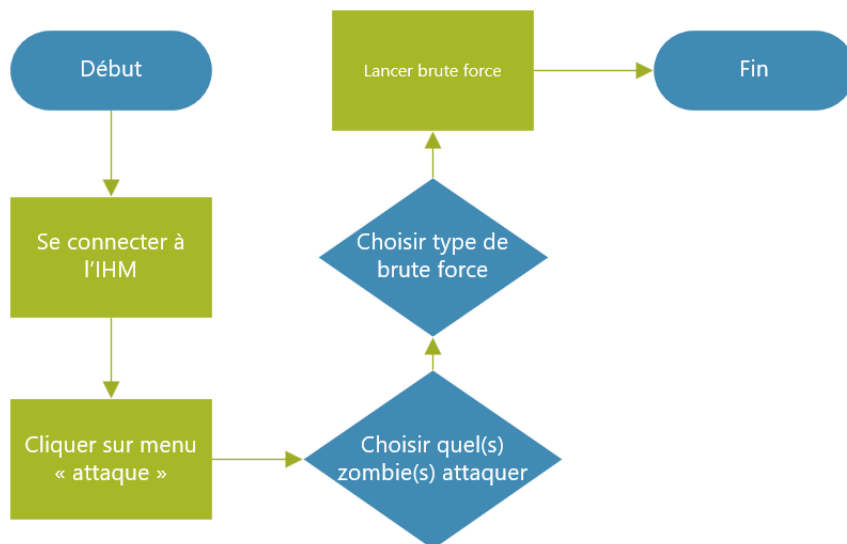 Début
Se connecter à
l’IHM
Cliquer sur menu
« attaque »
Choisir quel(s)
zombie(s) attaquer
Choisir type de
brute force
Lancer brute force
Fin